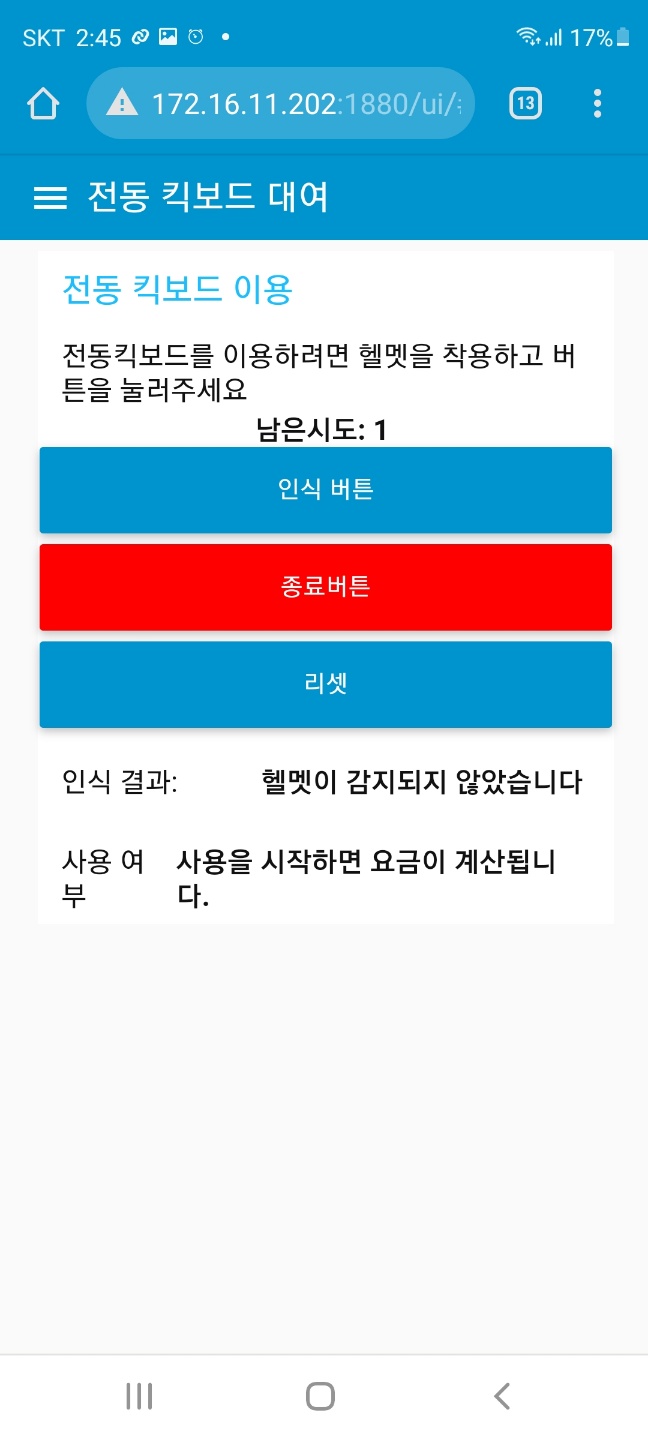 SKT 2:45 17%
172.16.11.202:1880/ui/ 13
전동 킥보드 대여
전동 킥보드 이용
전동킥보드를 이용하려면 헬멧을 착용하고 버
튼을 눌러주세요
남은시도: 1
인식 버튼
종료버튼
리셋
인식 결과: 헬멧이 감지되지 않았습니다
사용 여 사용을 시작하면 요금이 계산됩니
부 다.